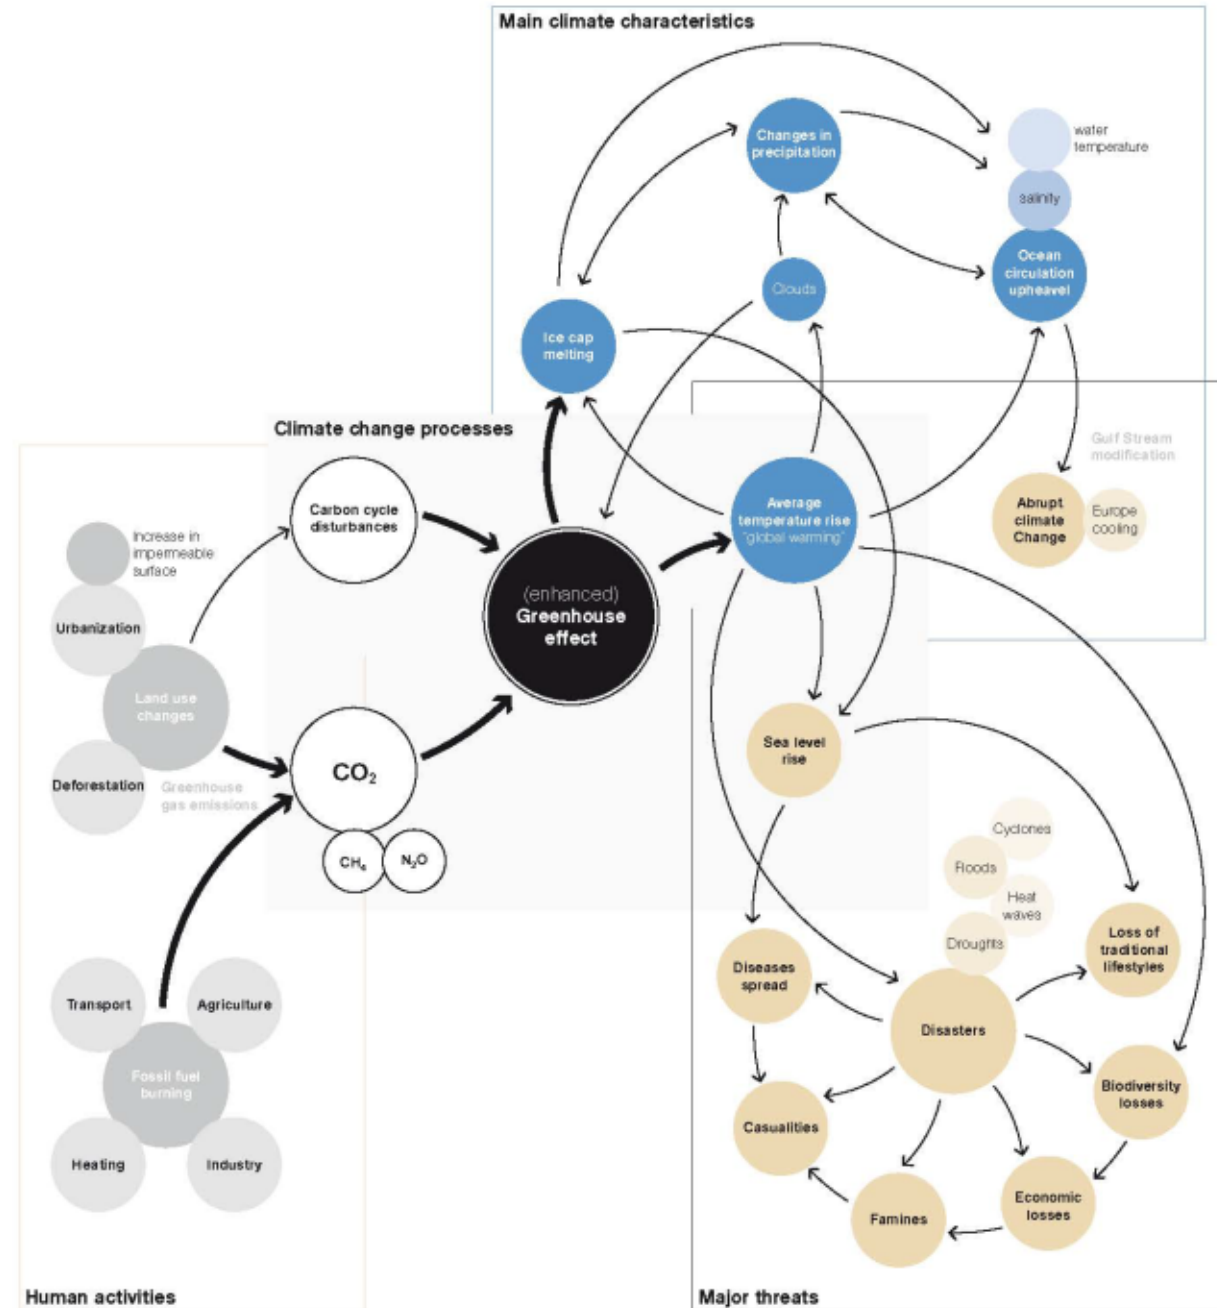 Main climate characteristics
Changes in
precipitation
water
temperature
salinity
Ocean
circulation
upheavel
Clouds
Ice cap
melting
Climate change processes
Carbon cycle
disturbances
Average
temperature rise
"global warming"
Gulf Stream
modification
Abrupt
climate
Change
Europe
cooling
Increase in
impermeable
surface
Urbanization
(enhanced)
Greenhouse
effect
Land use
changes
Deforestation
Greenhouse
gas emissions
CO₂
CH₄
N₂O
Sea level
rise
Cyclones
Floods
Heat
waves
Droughts
Loss of
traditional
lifestyles
Diseases
spread
Disasters
Transport
Agriculture
Fossil fuel
burning
Heating
Industry
Biodiversity
losses
Casualities
Economic
losses
Famines
Human activities
Major threats